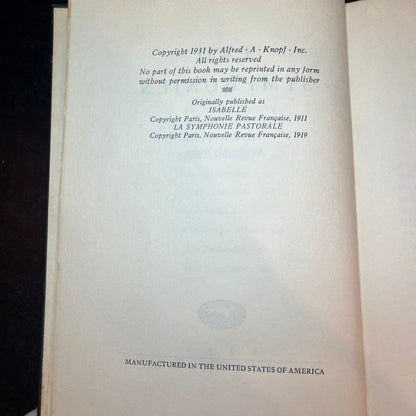 Copyright 1931 by Alfred · A · Knopf · Inc.
All rights reserved
No part of this book may be reprinted in any form
without permission in writing from the publisher
Originally published as
ISABELLE
Copyright Paris, Nouvelle Revue Française, 1911
LA SYMPHONIE PASTORALE
Copyright Paris, Nouvelle Revue Française, 1919
MANUFACTURED IN THE UNITED STATES OF AMERICA